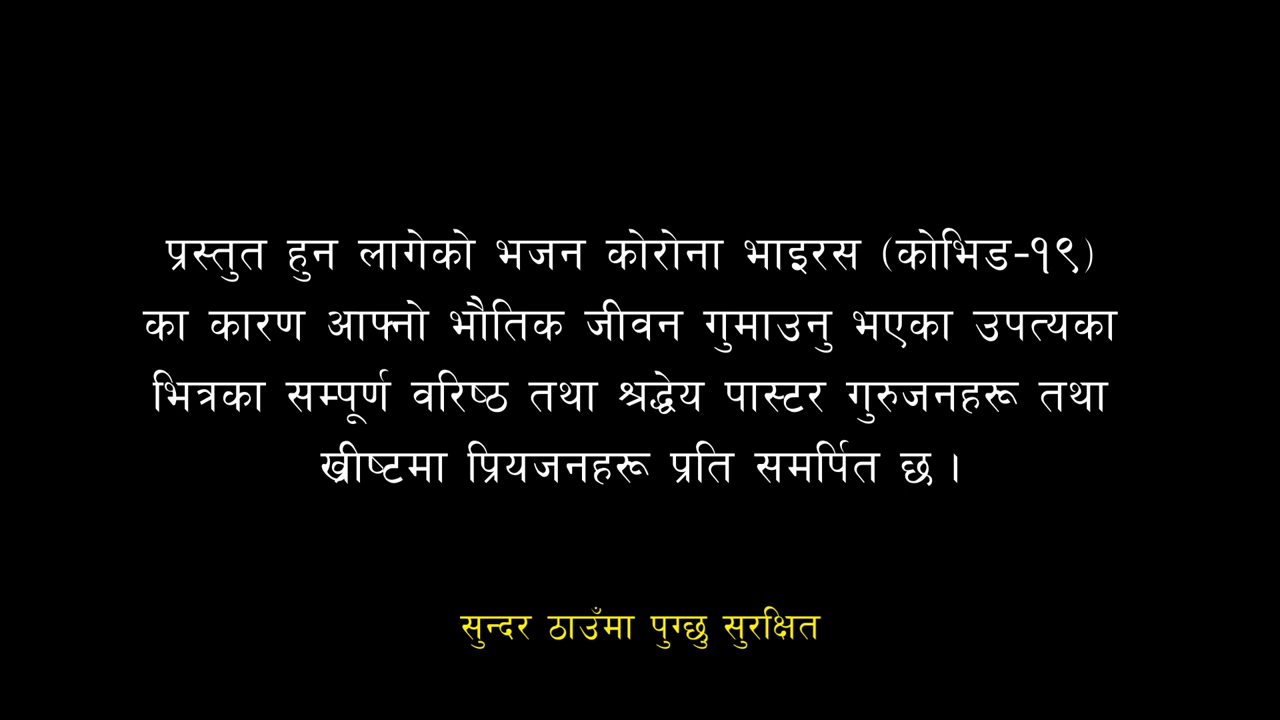 प्रस्तुत हुन लागेको भजन कोरोना भाइरस (कोभिड-१९)
का कारण आफ्नो भौतिक जीवन गुमाउनु भएका उपत्यका
भित्रका सम्पूर्ण वरिष्ठ तथा श्रद्धेय पास्टर गुरुजनहरू तथा
ख्रीष्टमा प्रियजनहरू प्रति समर्पित छ ।
सुन्दर ठाउँमा पुग्छु सुरक्षित